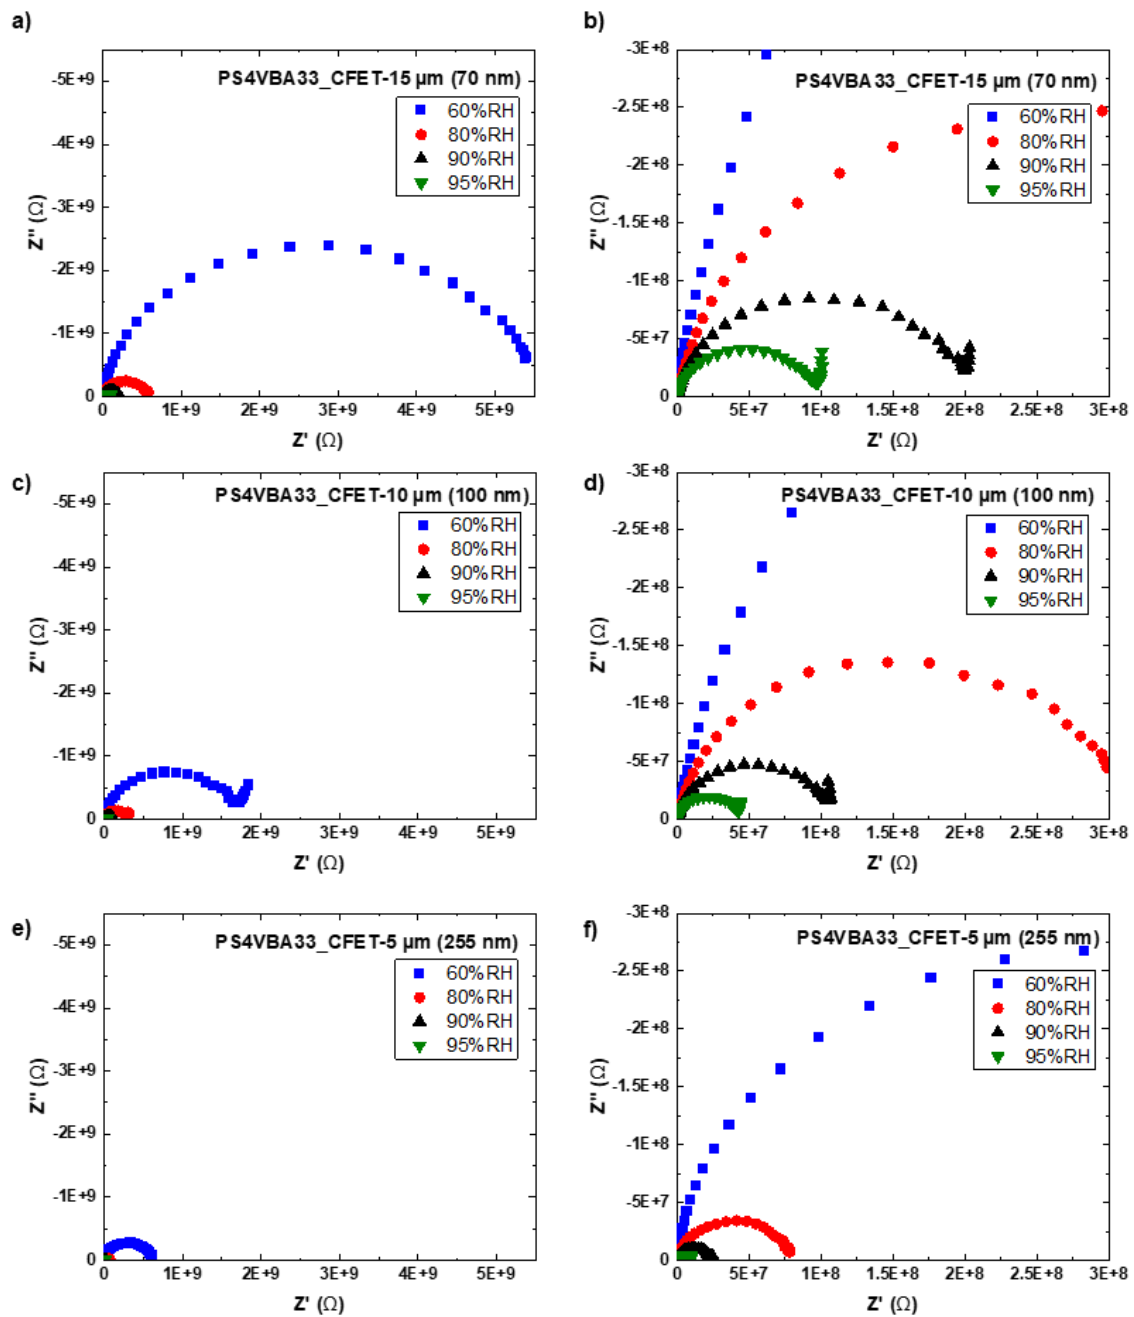 a)
PS4VBA33_CFET-15 µm (70 nm)
60%RH
80%RH
90%RH
95%RH
-5E+9
-4E+9
-3E+9
-2E+9
-1E+9
0
Z'' (Ω)
0 1E+9 2E+9 3E+9 4E+9 5E+9
Z' (Ω)
b)
PS4VBA33_CFET-15 µm (70 nm)
60%RH
80%RH
90%RH
95%RH
-3E+8
-2.5E+8
-2E+8
-1.5E+8
-1E+8
-5E+7
0
Z'' (Ω)
0 5E+7 1E+8 1.5E+8 2E+8 2.5E+8 3E+8
Z' (Ω)
c)
PS4VBA33_CFET-10 µm (100 nm)
60%RH
80%RH
90%RH
95%RH
-5E+9
-4E+9
-3E+9
-2E+9
-1E+9
0
Z'' (Ω)
0 1E+9 2E+9 3E+9 4E+9 5E+9
Z' (Ω)
d)
PS4VBA33_CFET-10 µm (100 nm)
60%RH
80%RH
90%RH
95%RH
-3E+8
-2.5E+8
-2E+8
-1.5E+8
-1E+8
-5E+7
0
Z'' (Ω)
0 5E+7 1E+8 1.5E+8 2E+8 2.5E+8 3E+8
Z' (Ω)
e)
PS4VBA33_CFET-5 µm (255 nm)
60%RH
80%RH
90%RH
95%RH
-5E+9
-4E+9
-3E+9
-2E+9
-1E+9
0
Z'' (Ω)
0 1E+9 2E+9 3E+9 4E+9 5E+9
Z' (Ω)
f)
PS4VBA33_CFET-5 µm (255 nm)
60%RH
80%RH
90%RH
95%RH
-3E+8
-2.5E+8
-2E+8
-1.5E+8
-1E+8
-5E+7
0
Z'' (Ω)
0 5E+7 1E+8 1.5E+8 2E+8 2.5E+8 3E+8
Z' (Ω)